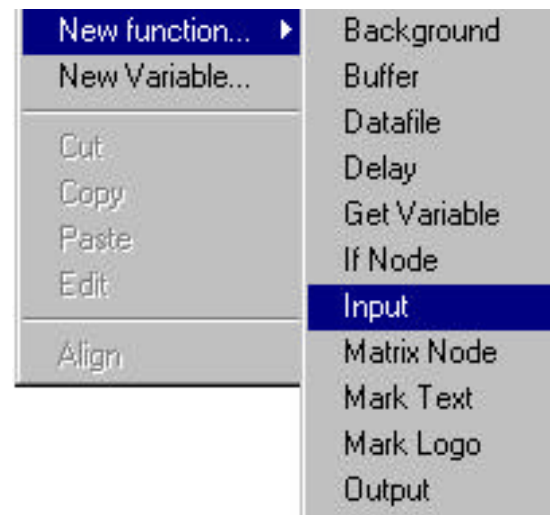 New function...
New Variable...
Cut
Copy
Paste
Edit
Align
Background
Buffer
Datafile
Delay
Get Variable
If Node
Input
Matrix Node
Mark Text
Mark Logo
Output